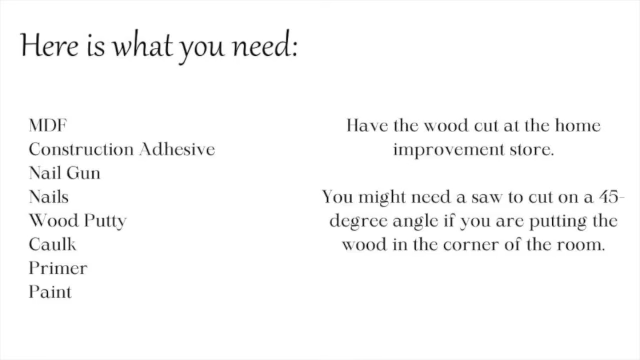 Here is what you need:
MDF
Construction Adhesive
Nail Gun
Nails
Wood Putty
Caulk
Primer
Paint
Have the wood cut at the home
improvement store.
You might need a saw to cut on a 45-
degree angle if you are putting the
wood in the corner of the room.